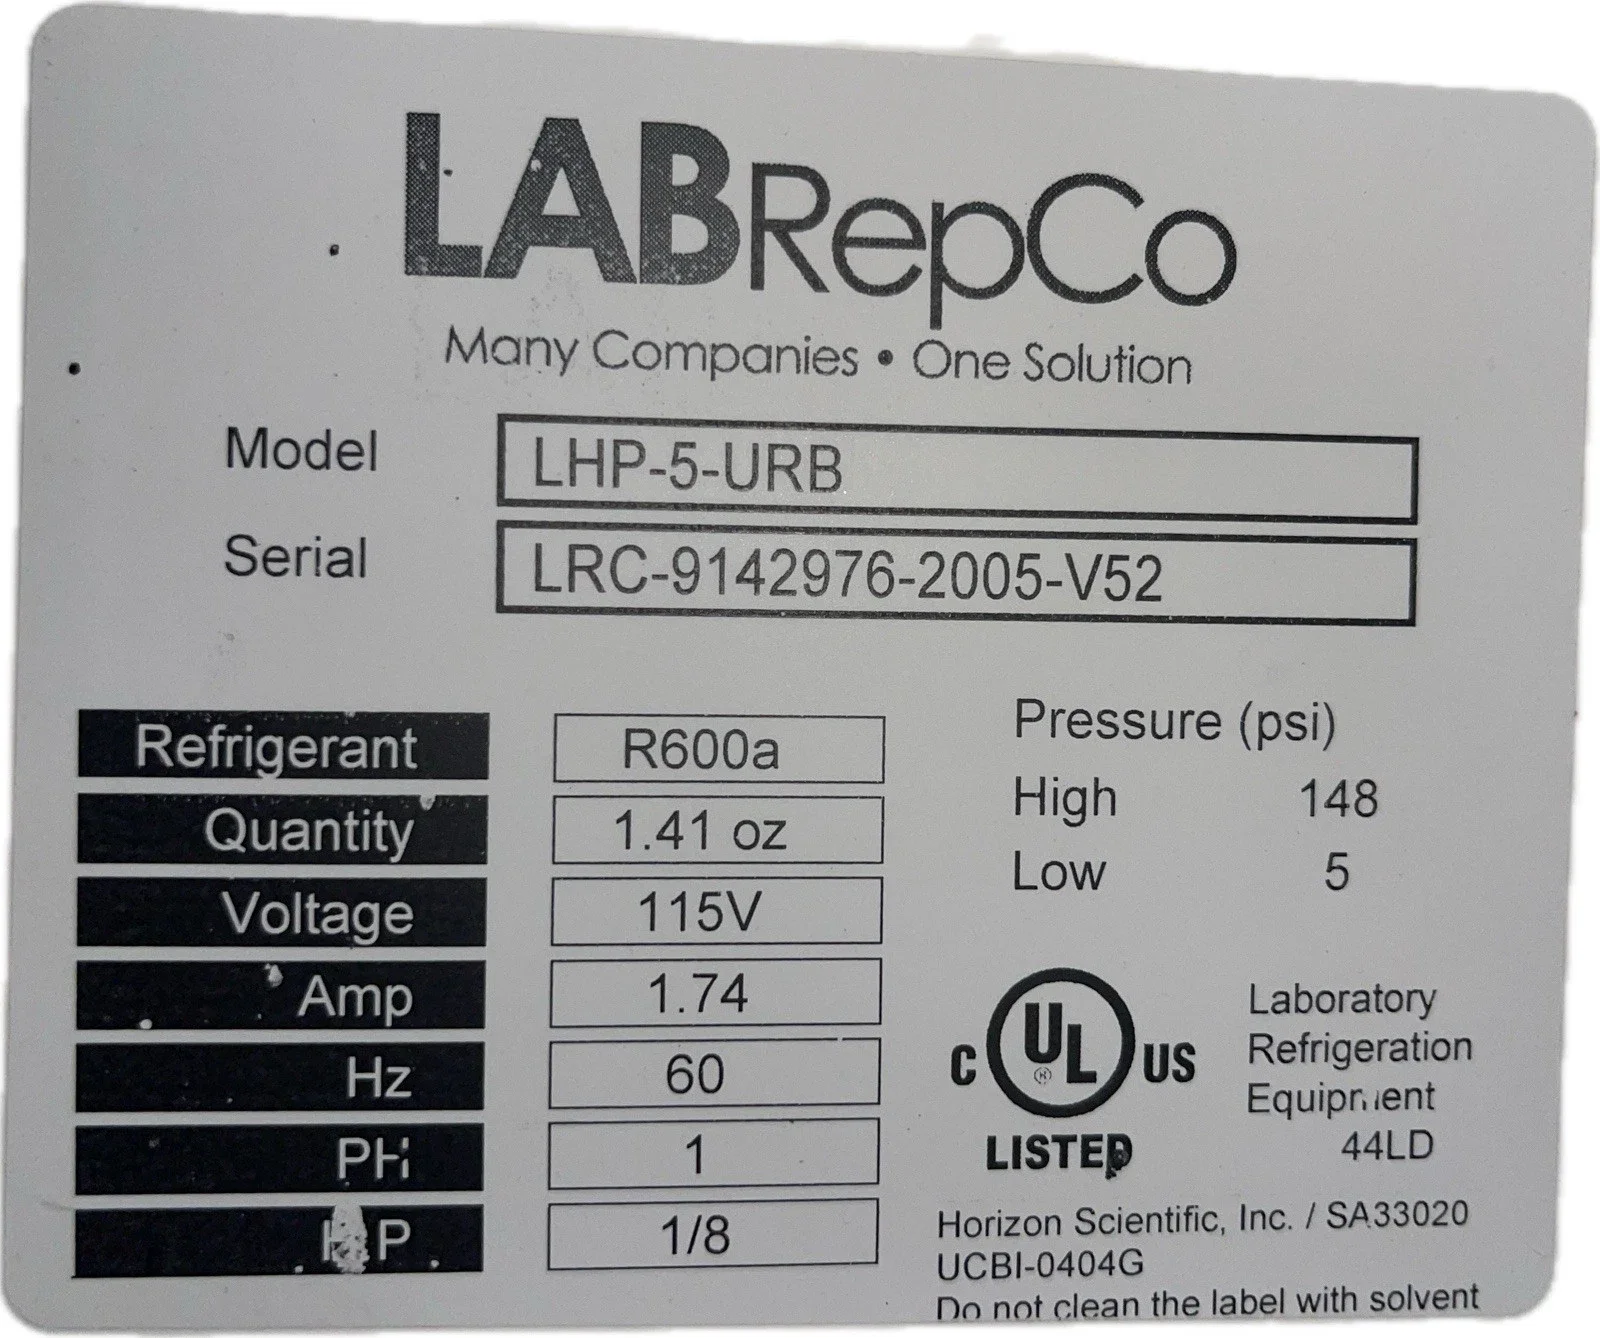 LABRepCo
Many Companies • One Solution
Model LHP-5-URB
Serial LRC-9142976-2005-V52
Refrigerant R600a
Quantity 1.41 oz
Voltage 115V
Amp 1.74
Hz 60
PH 1
HP 1/8
Pressure (psi)
High 148
Low 5
C UL ® US
LISTED
Laboratory
Refrigeration
Equipment
44LD
Horizon Scientific, Inc. / SA33020
UCBI-0404G
Do not clean the label with solvent